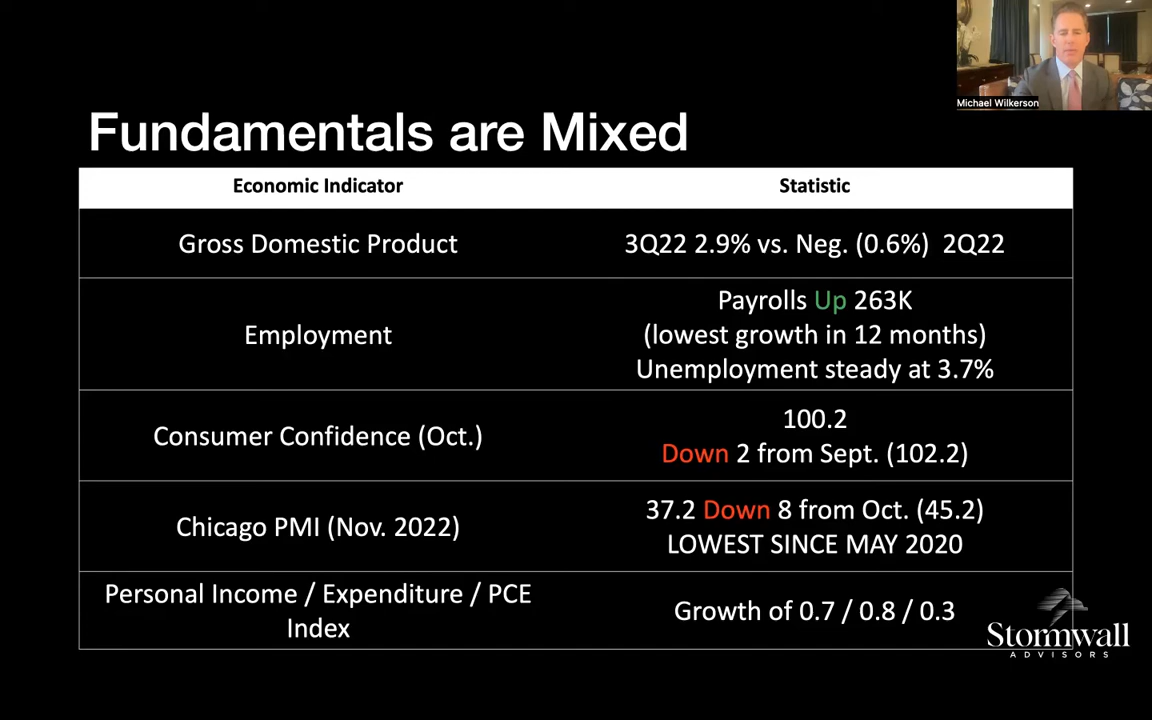 Michael Wilkerson
Fundamentals are Mixed
Economic Indicator
Statistic
Gross Domestic Product
3Q22 2.9% vs. Neg. (0.6%) 2Q22
Employment
Payrolls Up 263K
(lowest growth in 12 months)
Unemployment steady at 3.7%
Consumer Confidence (Oct.)
100.2
Down 2 from Sept. (102.2)
Chicago PMI (Nov. 2022)
37.2 Down 8 from Oct. (45.2)
LOWEST SINCE MAY 2020
Personal Income / Expenditure / PCE
Index
Growth of 0.7 / 0.8 / 0.3
Stormwall
ADVISORS